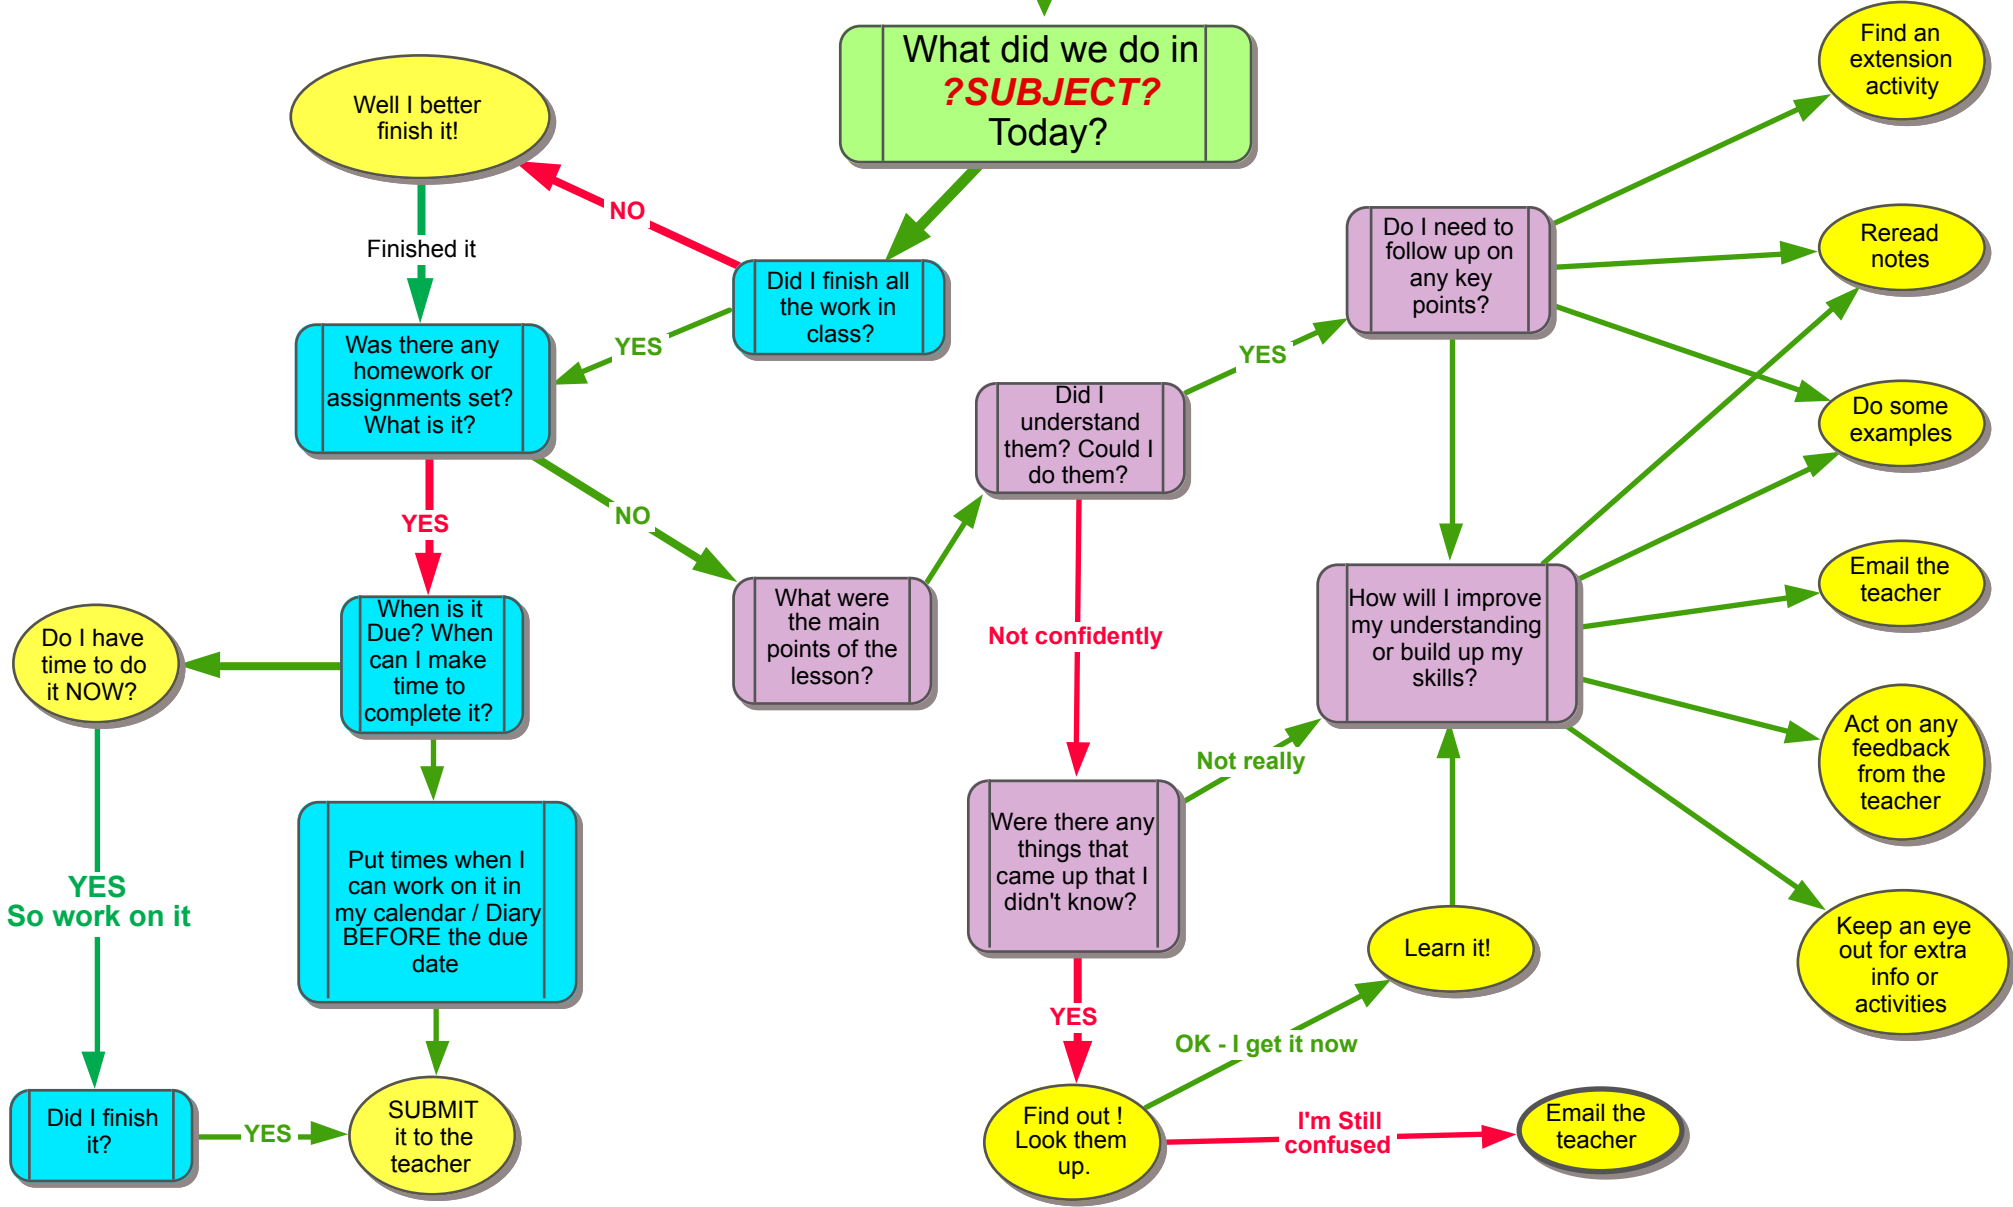 What did we do in
?SUBJECT?
Today?
Well I better
finish it!
NO
Finished it
Did I finish all
the work in
class?
YES
Was there any
homework or
assignments set?
What is it?
YES
NO
When is it
Due? When
can I make
time to
complete it?
Do I have
time to do
it NOW?
YES
So work on it
Put times when I
can work on it in
my calendar / Diary
BEFORE the due
date
Did I finish
it?
YES
SUBMIT
it to the
teacher
What were
the main
points of the
lesson?
Did I
understand
them? Could I
do them?
YES
Not confidently
Do I need to
follow up on
any key
points?
Were there any
things that
came up that I
didn't know?
Not really
YES
How will I improve
my understanding
or build up my
skills?
Find out !
Look them
up.
OK - I get it now
Learn it!
I'm Still
confused
Email the
teacher
Find an
extension
activity
Reread
notes
Do some
examples
Email the
teacher
Act on any
feedback
from the
teacher
Keep an eye
out for extra
info or
activities